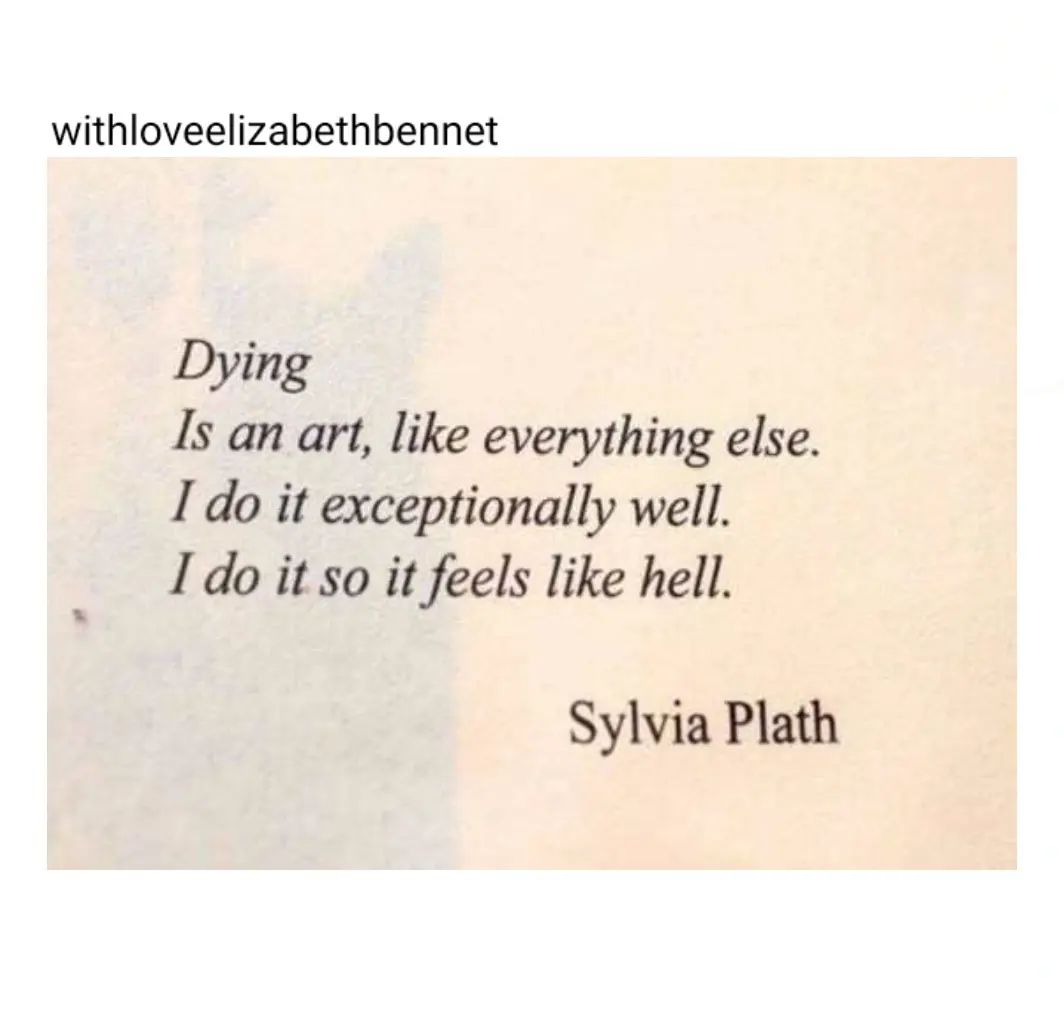 withloveelizabethbennet
Dying
Is an art, like everything else.
I do it exceptionally well.
I do it so it feels like hell.
Sylvia Plath